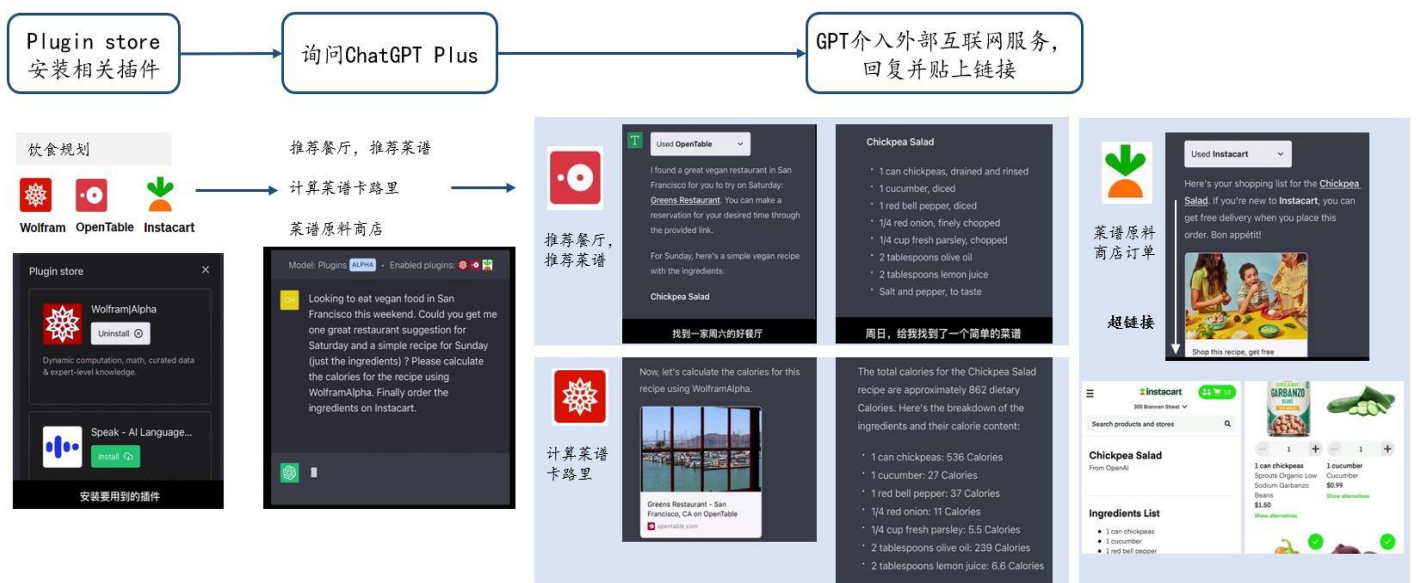 Plugin store
安装相关插件
询问ChatGPT Plus
GPT介入外部互联网服务，
回复并贴上链接
饮食规划
Wolfram OpenTable Instacart
推荐餐厅，推荐菜谱
计算菜谱卡路里
菜谱原料商店
Plugin store
Wolfram|Alpha
Uninstall
Dynamic computation, math, curated data
& expert-level knowledge.
Speak - AI Language...
Install
安装要用到的插件
Model: Plugins ALPHA • Enabled plugins:
CH
Looking to eat vegan food in San
Francisco this weekend. Could you get me
one great restaurant suggestion for
Saturday and a simple recipe for Sunday
(just the ingredients) ? Please calculate
the calories for the recipe using
WolframAlpha. Finally order the
ingredients on Instacart.
推荐餐厅，
推荐菜谱
T
Used OpenTable
I found a great vegan restaurant in San
Francisco for you to try on Saturday:
Greens Restaurant. You can make a
reservation for your desired time through
the provided link.
For Sunday, here's a simple vegan recipe
with the ingredients:
Chickpea Salad
找到一家周六的好餐厅
Chickpea Salad
• 1 can chickpeas, drained and rinsed
• 1 cucumber, diced
• 1 red bell pepper, diced
• 1/4 red onion, finely chopped
• 1/4 cup fresh parsley, chopped
• 2 tablespoons olive oil
• 2 tablespoons lemon juice
• Salt and pepper, to taste
周日，给我找到了一个简单的菜谱
计算菜谱
卡路里
Now, let's calculate the calories for this
recipe using WolframAlpha.
Greens Restaurant - San
Francisco, CA on OpenTable
opentable.com
The total calories for the Chickpea Salad
recipe are approximately 862 dietary
Calories. Here's the breakdown of the
ingredients and their calorie content:
• 1 can chickpeas: 536 Calories
• 1 cucumber: 27 Calories
• 1 red bell pepper: 37 Calories
• 1/4 red onion: 11 Calories
• 1/4 cup fresh parsley: 5.5 Calories
• 2 tablespoons olive oil: 239 Calories
• 2 tablespoons lemon juice: 6.6 Calories
菜谱原料
商店订单
超链接
Used Instacart
Here's your shopping list for the Chickpea
Salad. If you're new to Instacart, you can
get free delivery when you place this
order. Bon appétit!
Shop this recipe, get free
instacart
10
200 Brannan Street
Search products and stores
Chickpea Salad
From OpenAI
Ingredients List
• 1 can chickpeas
• 1 cucumber
• 1 red bell pepper
ORGANIC
GARBANZO
BEANS
— 1 +
1 can chickpeas
Sprouts Organic Low
Sodium Garbanzo
Beans
$1.50
Show alternatives
— 1 +
1 cucumber
Cucumber
$0.99
Show alternatives